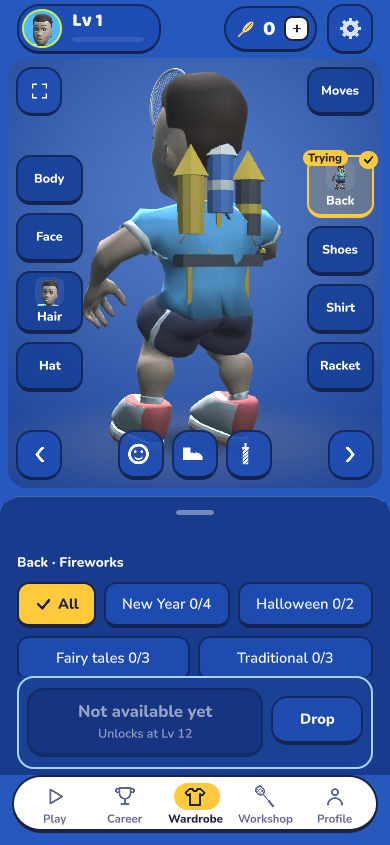 Lv 1
0
+
Moves
Trying
Back
Body
Face
Shoes
Hair
Shirt
Hat
Racket
Back · Fireworks
All
New Year 0/4
Halloween 0/2
Fairy tales 0/3
Traditional 0/3
Not available yet
Unlocks at Lv 12
Drop
Play
Career
Wardrobe
Workshop
Profile